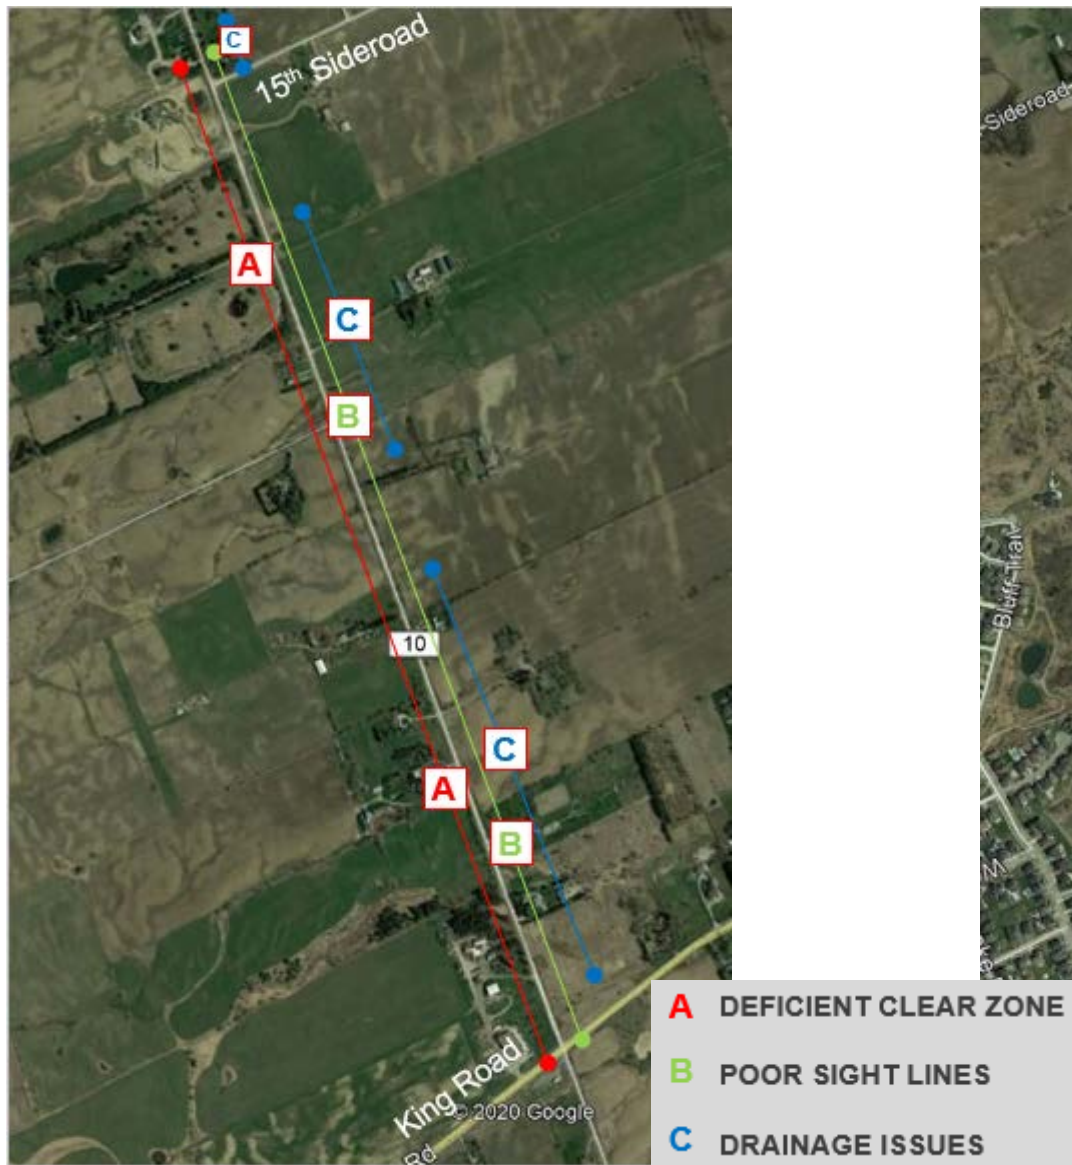 C
15th Sideroad
A
C
B
10
C
A
B
King Road
© 2020 Google
Rd
Sideroad
Bluff Trail
A DEFICIENT CLEAR ZONE
B POOR SIGHT LINES
C DRAINAGE ISSUES